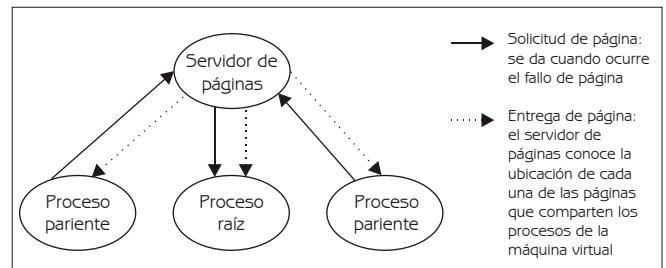 Servidor de
páginas
Proceso
pariente
Proceso
raíz
Proceso
pariente
Solicitud de página:
se da cuando ocurre
el fallo de página
Entrega de página:
el servidor de
páginas conoce la
ubicación de cada
una de las páginas
que comparten los
procesos de la
máquina virtual